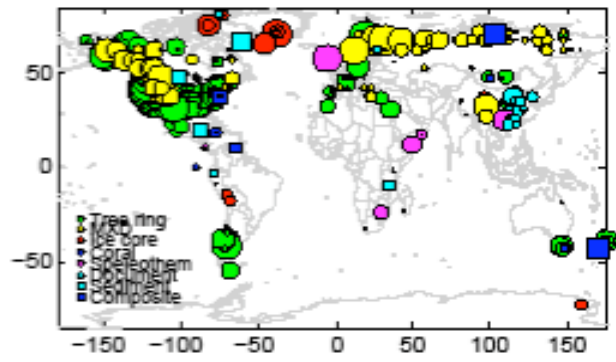 50
0
−50
Tree ring
MXD
Ice core
Coral
Speleothem
Document
Sediment
Composite
−150 −100 −50 0 50 100 150